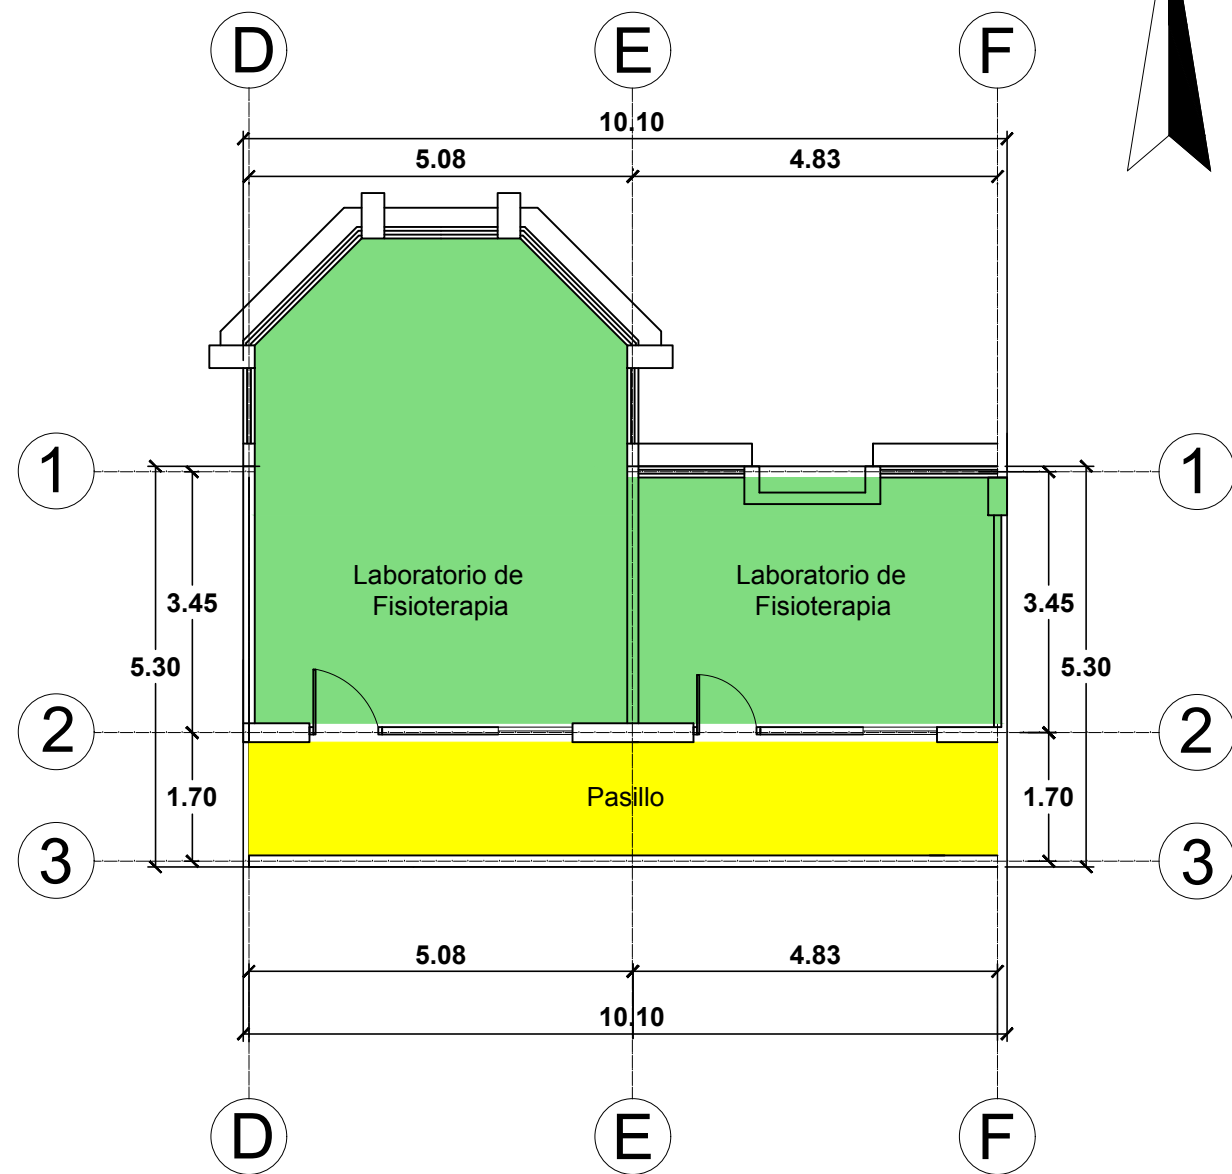 D E F
10.10
5.08 4.83
1 1
Laboratorio de
Fisioterapia
Laboratorio de
Fisioterapia
3.45 3.45
5.30 5.30
2 2
1.70 Pasillo 1.70
3 3
5.08 4.83
10.10
D E F